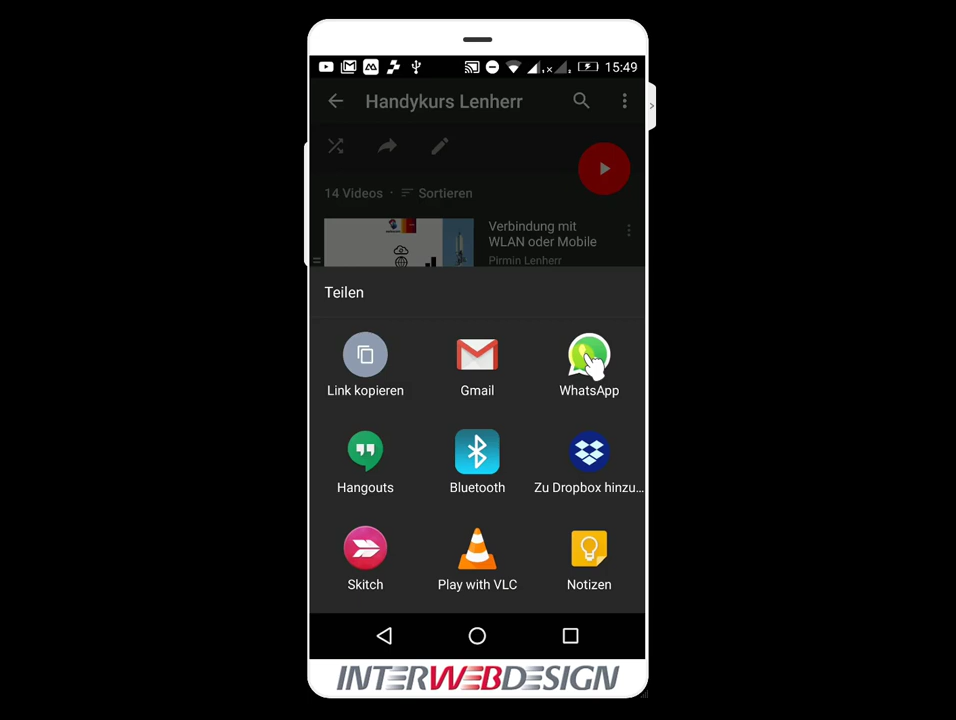 15:49
Handykurs Lenherr
14 Videos · Sortieren
Verbindung mit
WLAN oder Mobile
Pirmin Lenherr
Teilen
Link kopieren
Gmail
WhatsApp
Hangouts
Bluetooth
Zu Dropbox hinzu...
Skitch
Play with VLC
Notizen
INTERWEBDESIGN